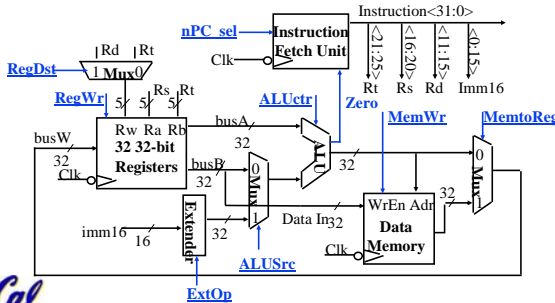 Instruction<31:0>
nPC_sel
Instruction
Fetch Unit
Clk
<21:25>
<16:20>
<11:15>
<0:15>
Rt
Rs
Rd
Imm16
Rd
Rt
RegDst
1 Mux 0
RegWr
5
5
5
Rs
Rt
ALUctr
Zero
MemWr
MemtoReg
busW
32
Clk
Rw Ra Rb
32 32-bit
Registers
busA
32
busB
32
0
Mux
1
ALU
32
0
Mux
1
32
imm16
16
Extender
32
Data In
32
WrEn Adr
Data
Memory
Clk
ALUSrc
ExtOp
Cal